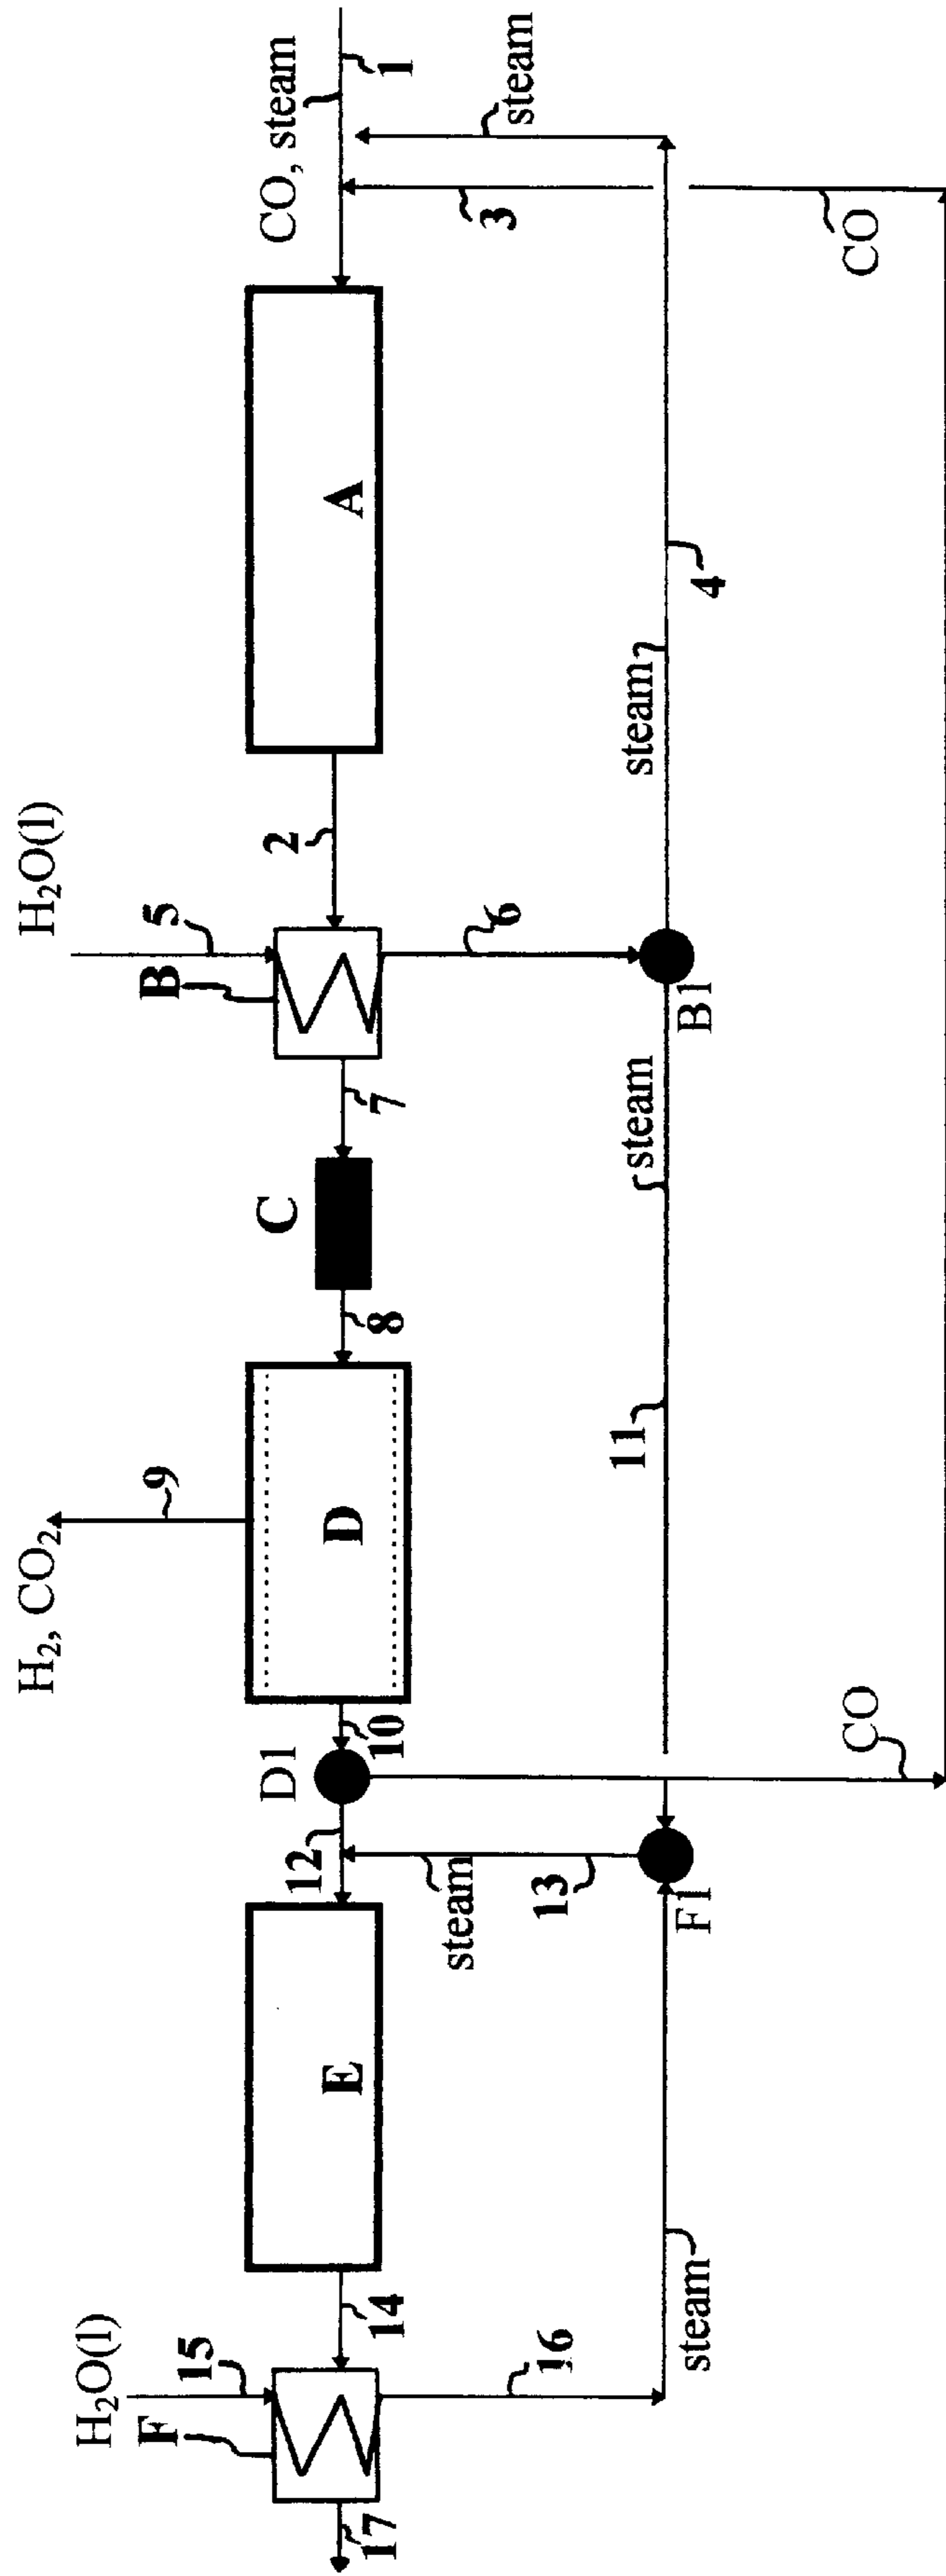 CO, steam
1
steam
3
CO
A
4
steam
2
H₂O(l)
5
B
6
B1
7
steam
C
8
11
H₂, CO₂
9
D
10
D1
CO
12
13
steam
F1
E
14
H₂O(l)
15
F
16
steam
17